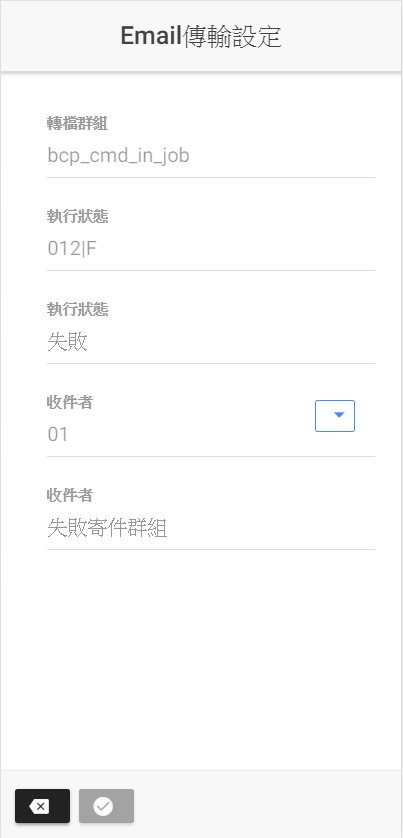 Email傳輸設定
轉檔群組
bcp_cmd_in_job
執行狀態
012|F
執行狀態
失敗
收件者
01
收件者
失敗寄件群組